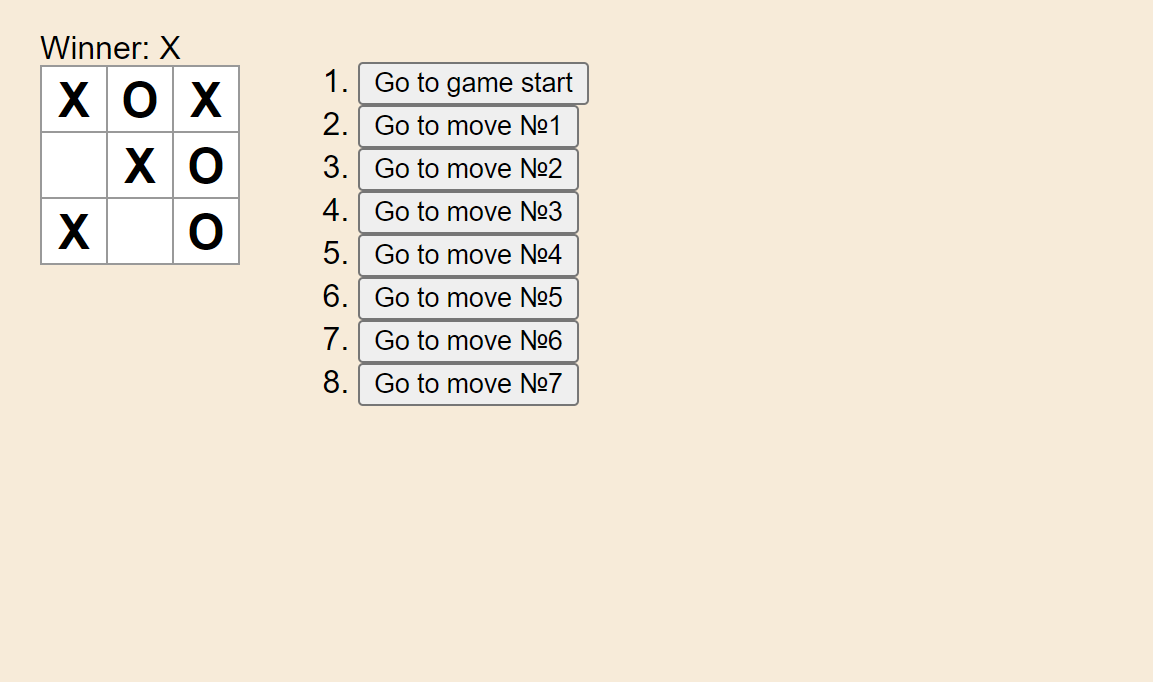 Winner: X
X O X
X O
X O
1. Go to game start
2. Go to move №1
3. Go to move №2
4. Go to move №3
5. Go to move №4
6. Go to move №5
7. Go to move №6
8. Go to move №7